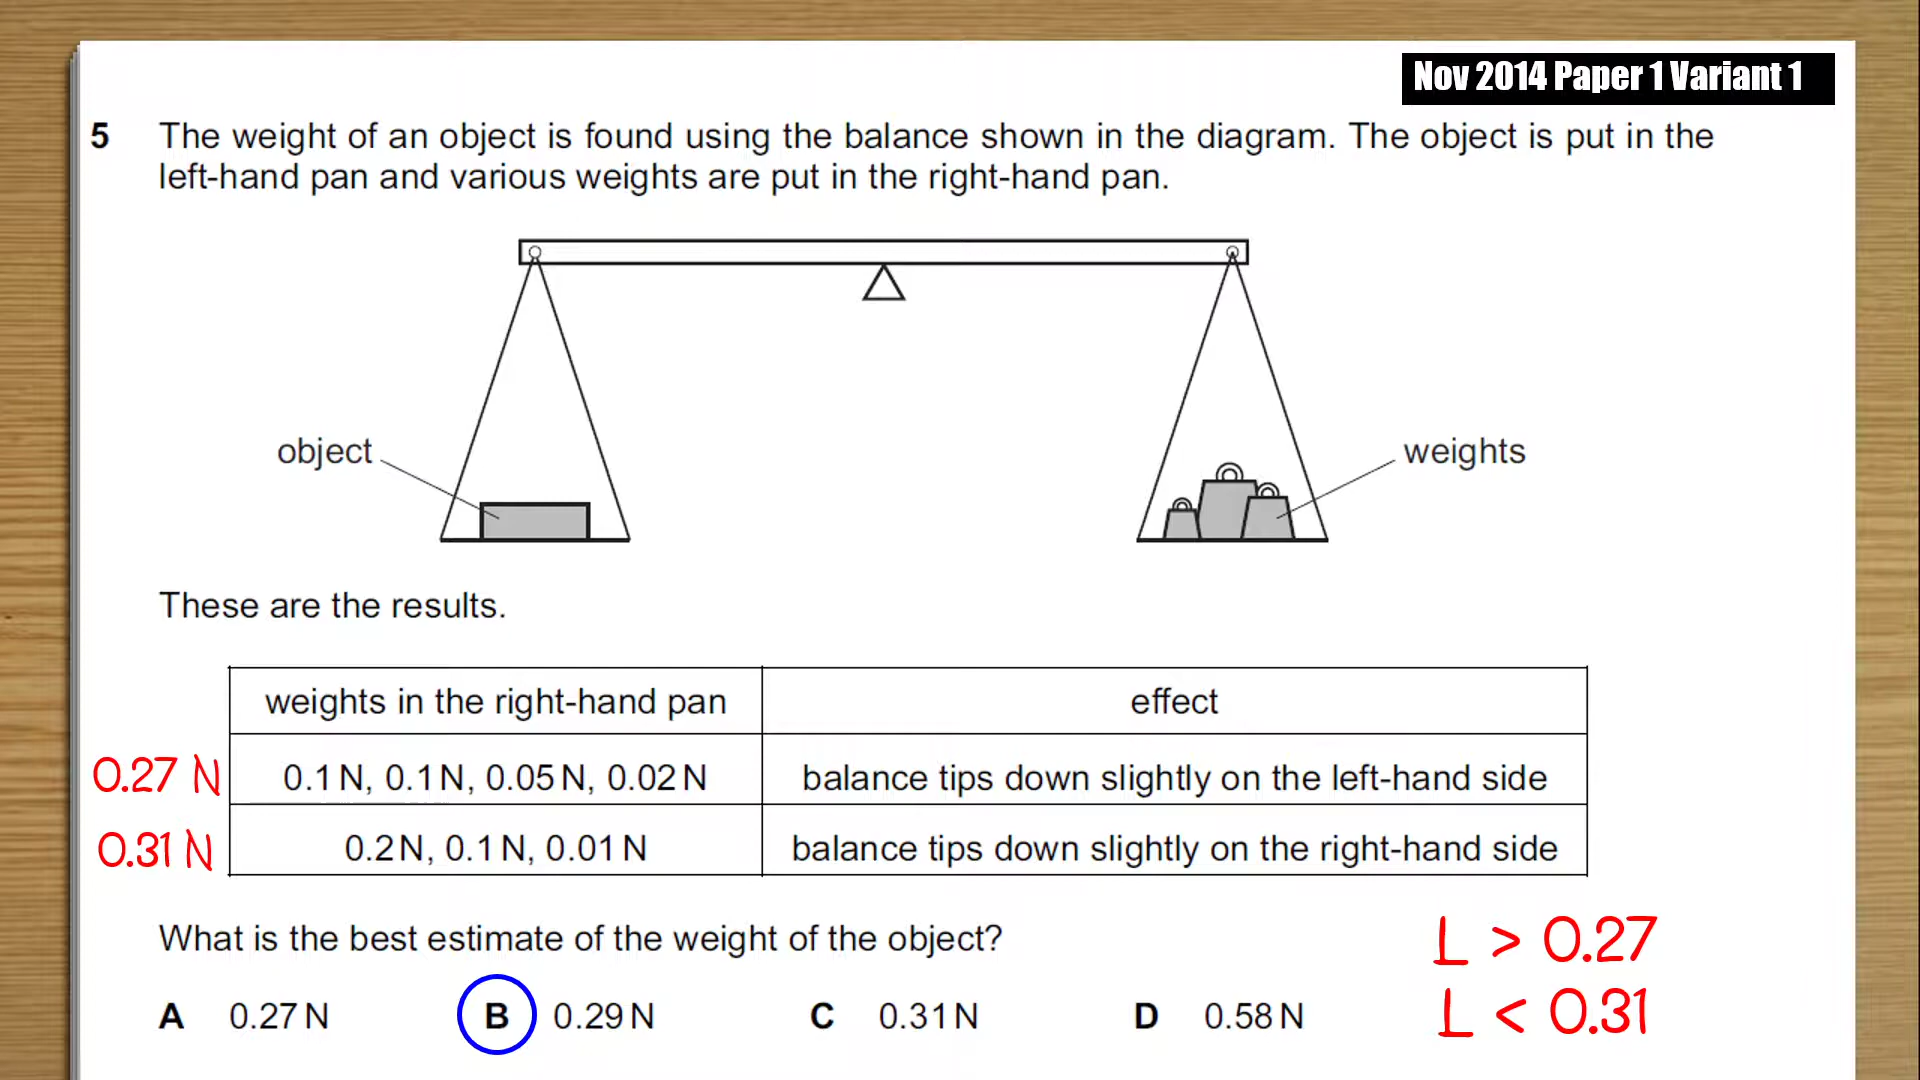 Nov 2014 Paper 1 Variant 1
5 The weight of an object is found using the balance shown in the diagram. The object is put in the
left-hand pan and various weights are put in the right-hand pan.
object
weights
These are the results.
weights in the right-hand pan effect
0.27 N 0.1 N, 0.1 N, 0.05 N, 0.02 N balance tips down slightly on the left-hand side
0.31 N 0.2 N, 0.1 N, 0.01 N balance tips down slightly on the right-hand side
What is the best estimate of the weight of the object?
L > 0.27
A 0.27 N B 0.29 N C 0.31 N D 0.58 N
L < 0.31